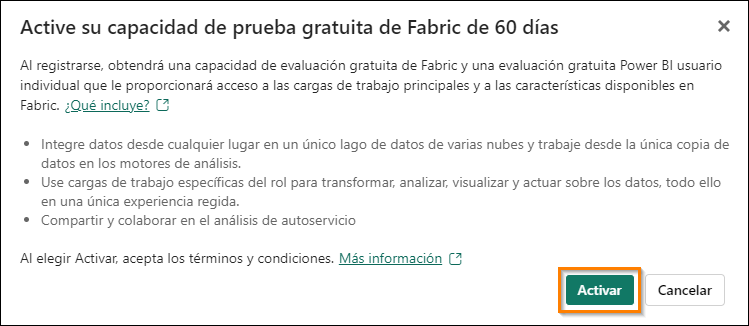 Active su capacidad de prueba gratuita de Fabric de 60 días
Al registrarse, obtendrá una capacidad de evaluación gratuita de Fabric y una evaluación gratuita Power BI usuario
individual que le proporcionará acceso a las cargas de trabajo principales y a las características disponibles en
Fabric. ¿Qué incluye?
• Integre datos desde cualquier lugar en un único lago de datos de varias nubes y trabaje desde la única copia de
datos en los motores de análisis.
• Use cargas de trabajo específicas del rol para transformar, analizar, visualizar y actuar sobre los datos, todo ello
en una única experiencia regida.
• Compartir y colaborar en el análisis de autoservicio
Al elegir Activar, acepta los términos y condiciones. Más información
Activar Cancelar